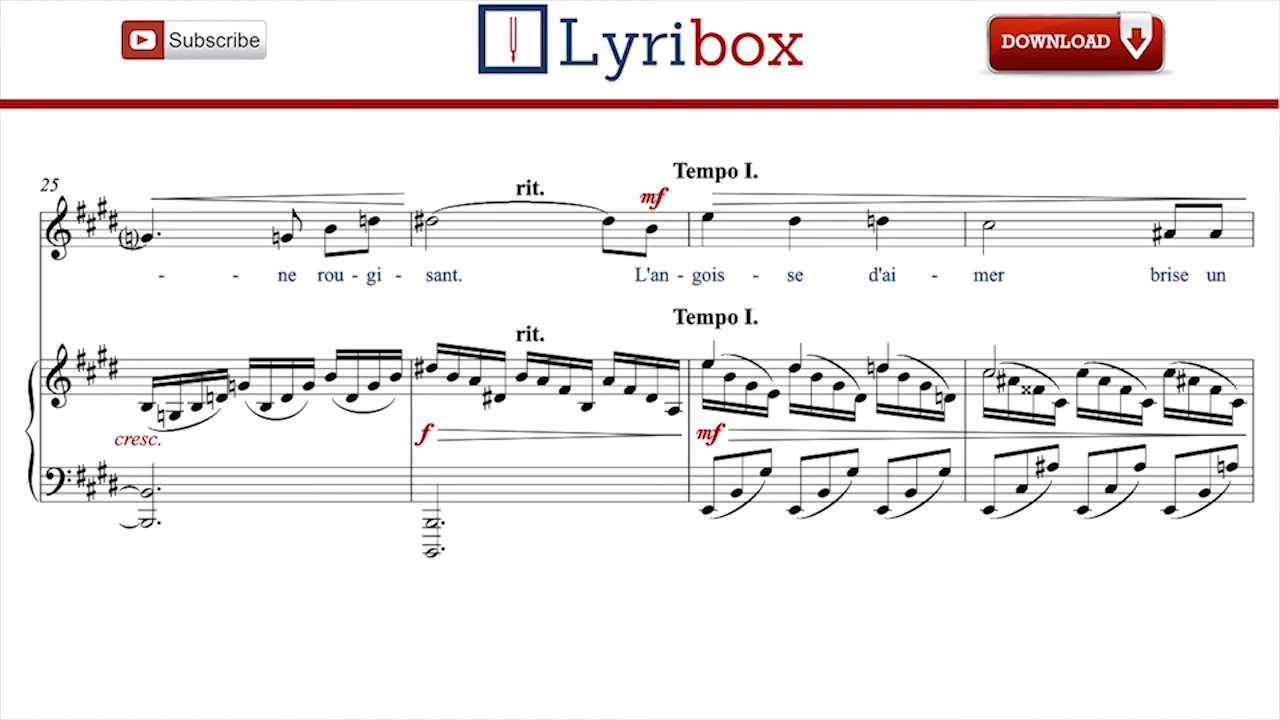 Subscribe
Lyribox
DOWNLOAD
25
rit.
mf
Tempo I.
- - ne rou - gi - sant. L'an - gois - se d'ai - mer brise un
rit.
Tempo I.
cresc.
f
mf